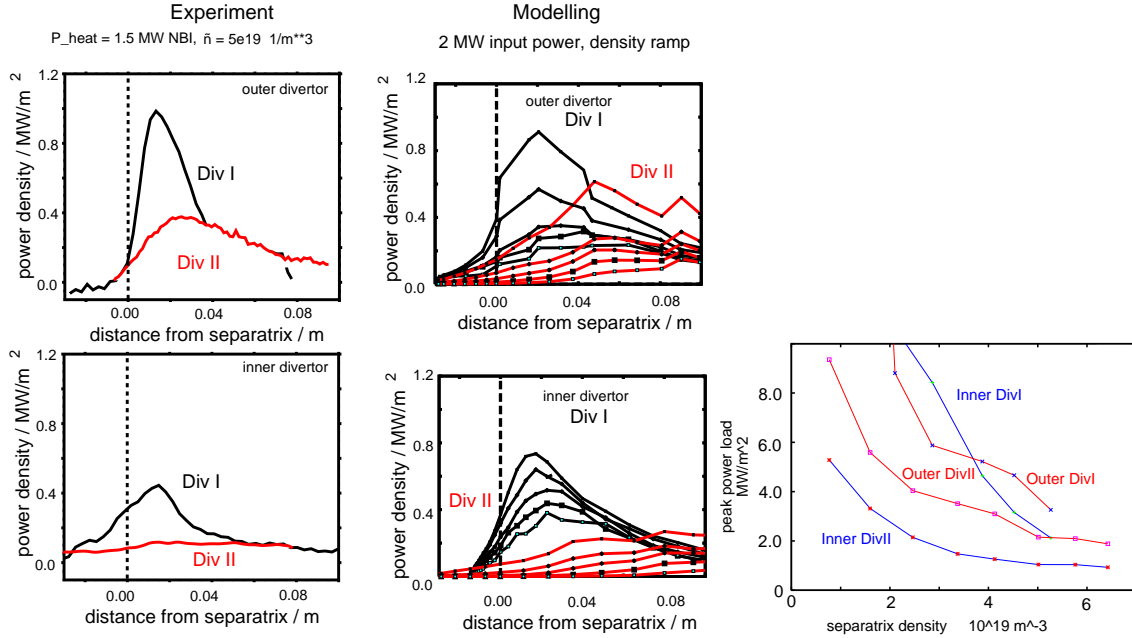 Experiment
P_heat = 1.5 MW NBI, ñ = 5e19 1/m**3
Modelling
2 MW input power, density ramp
1.2
0.8
0.4
0.0
power density / MW/m^2
outer divertor
Div I
Div II
0.00
0.04
0.08
distance from separatrix / m
1.2
0.8
0.4
0.0
power density / MW/m^2
outer divertor
Div I
Div II
0.00
0.04
0.08
distance from separatrix / m
1.2
0.8
0.4
0.0
power density / MW/m^2
inner divertor
Div I
Div II
0.00
0.04
0.08
distance from separatrix / m
1.2
0.8
0.4
0.0
power density / MW/m^2
inner divertor
Div I
Div II
0.00
0.04
0.08
distance from separatrix / m
8.0
6.0
4.0
2.0
0
peak power load
MW/m^2
Inner DivI
Outer DivII
Outer DivI
Inner DivII
0
2
4
6
separatrix density 10^19 m^-3